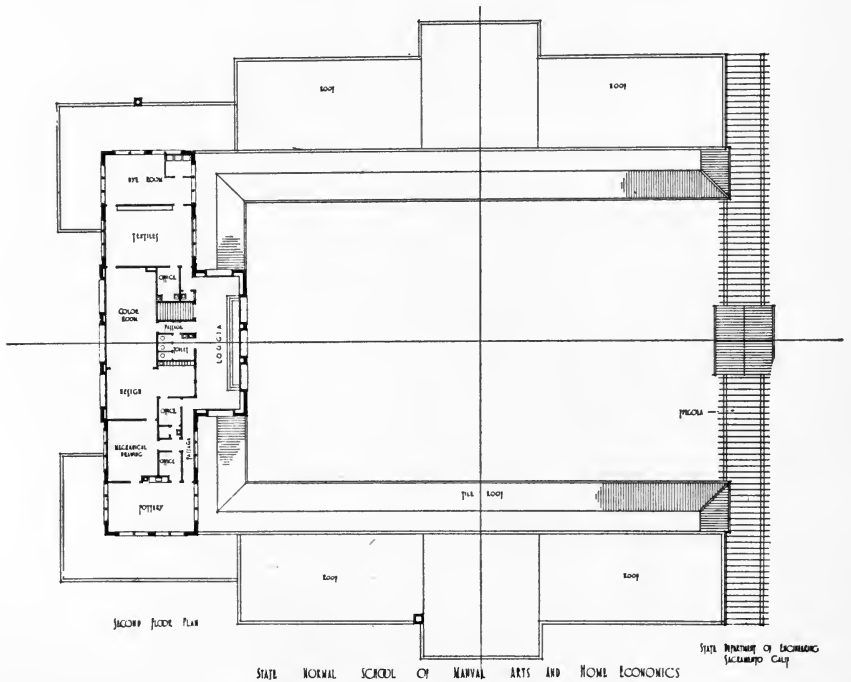 ROOF
ROOF
DYE ROOM
TEXTILES
OFFICE
COLOR
ROOM
PASSAGE
TOILET
LOGGIA
DESIGN
OFFICE
PERGOLA
MECHANICAL
DRAWING
PASSAGE
OFFICE
POTTERY
TILE ROOF
ROOF
ROOF
SECOND FLOOR PLAN
STATE DEPARTMENT OF ENGINEERING
SACRAMENTO CALIF
STATE NORMAL SCHOOL OF MANVAL ARTS AND HOME ECONOMICS